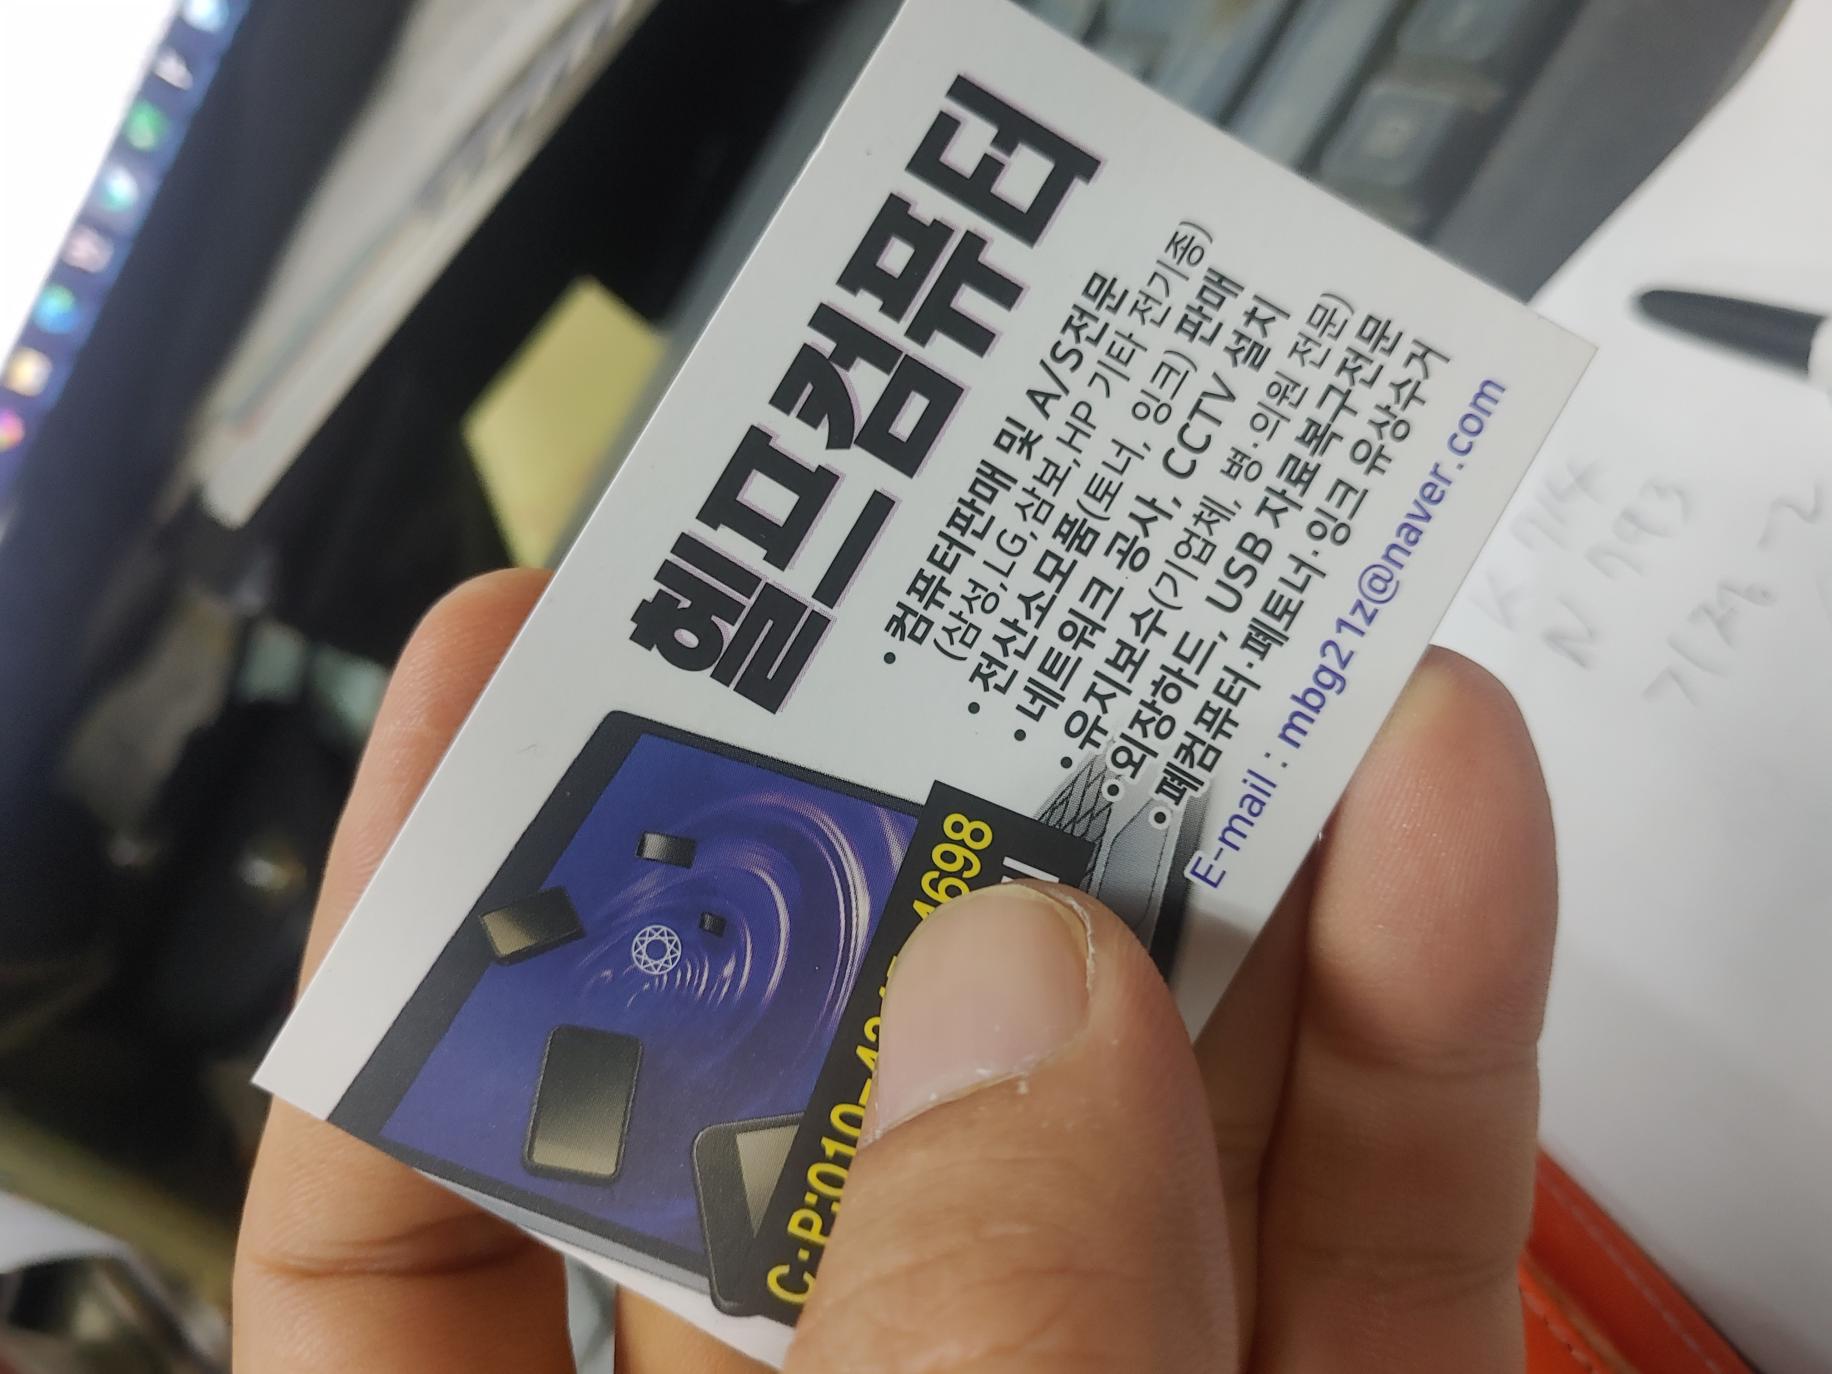 헬프컴퓨터
• 컴퓨터판매 및 A/S전문
(삼성,LG,삼보,HP 기타 전기종)
• 전산소모품(토너, 잉크) 판매
• 네트워크 공사, CCTV 설치
• 유지보수(기업체, 병·의원 전문)
• 외장하드, USB 자료복구전문
• 폐컴퓨터·폐토너·잉크 유상수거
E-mail : mbg21z@naver.com
C·P:010-
4698
K 714
N 793